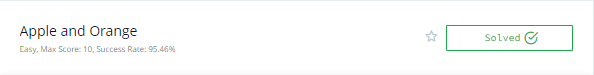 Apple and Orange
Solved
Easy, Max Score: 10, Success Rate: 95.46%